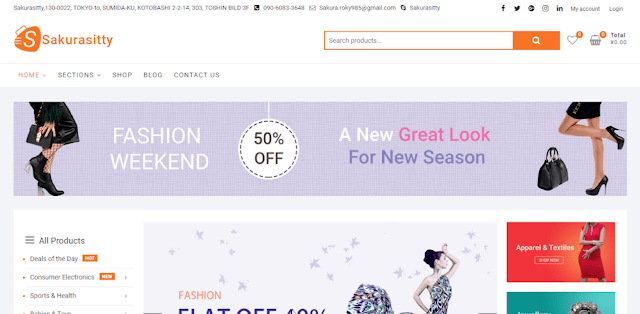 Sakurasitty,130-0022, TOKYO-to, SUMIDA-KU, KOTOBASHI 2-2-14, 303, TOSHIN BILD 3F 090-6083-3648 Sakura.roky985@gmail.com Sakurasitty My account Login
S Sakurasitty
Search products...
0
0
Total
¥0.00
HOME SECTIONS SHOP BLOG CONTACT US
FASHION
WEEKEND
50%
OFF
A New Great Look
For New Season
All Products
Deals of the Day HOT
Consumer Electronics NEW
Sports & Health
Babies & Toys
FASHION
FLAT OFF 40%
Apparel & Textiles
SHOP NOW
Jewellery